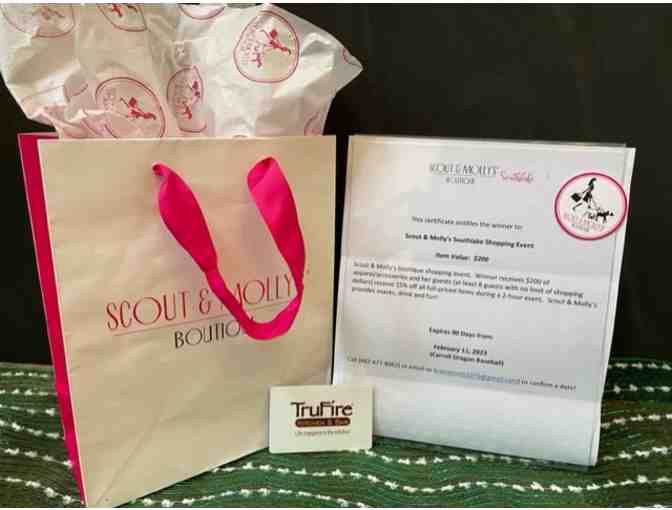 SCOUT & MOLLY'S
BOUTIQUE
TruFire
KITCHEN & BAR
SCOUT & MOLLY'S Southlake
BOUTIQUE
This certificate entitles the winner to:
Scout & Molly's Southlake Shopping Event
Item Value: $200
Scout & Molly's boutique shopping event. Winner receives $200 of
apparel/accessories and her guests (at least 8 guests with no limit of shopping
dollars) receive 15% off all full-priced items during a 2-hour event. Scout & Molly's
provides snacks, drink and fun!
Expires 90 Days from:
February 11, 2023
(Carroll Dragon Baseball)
to confirm a date!